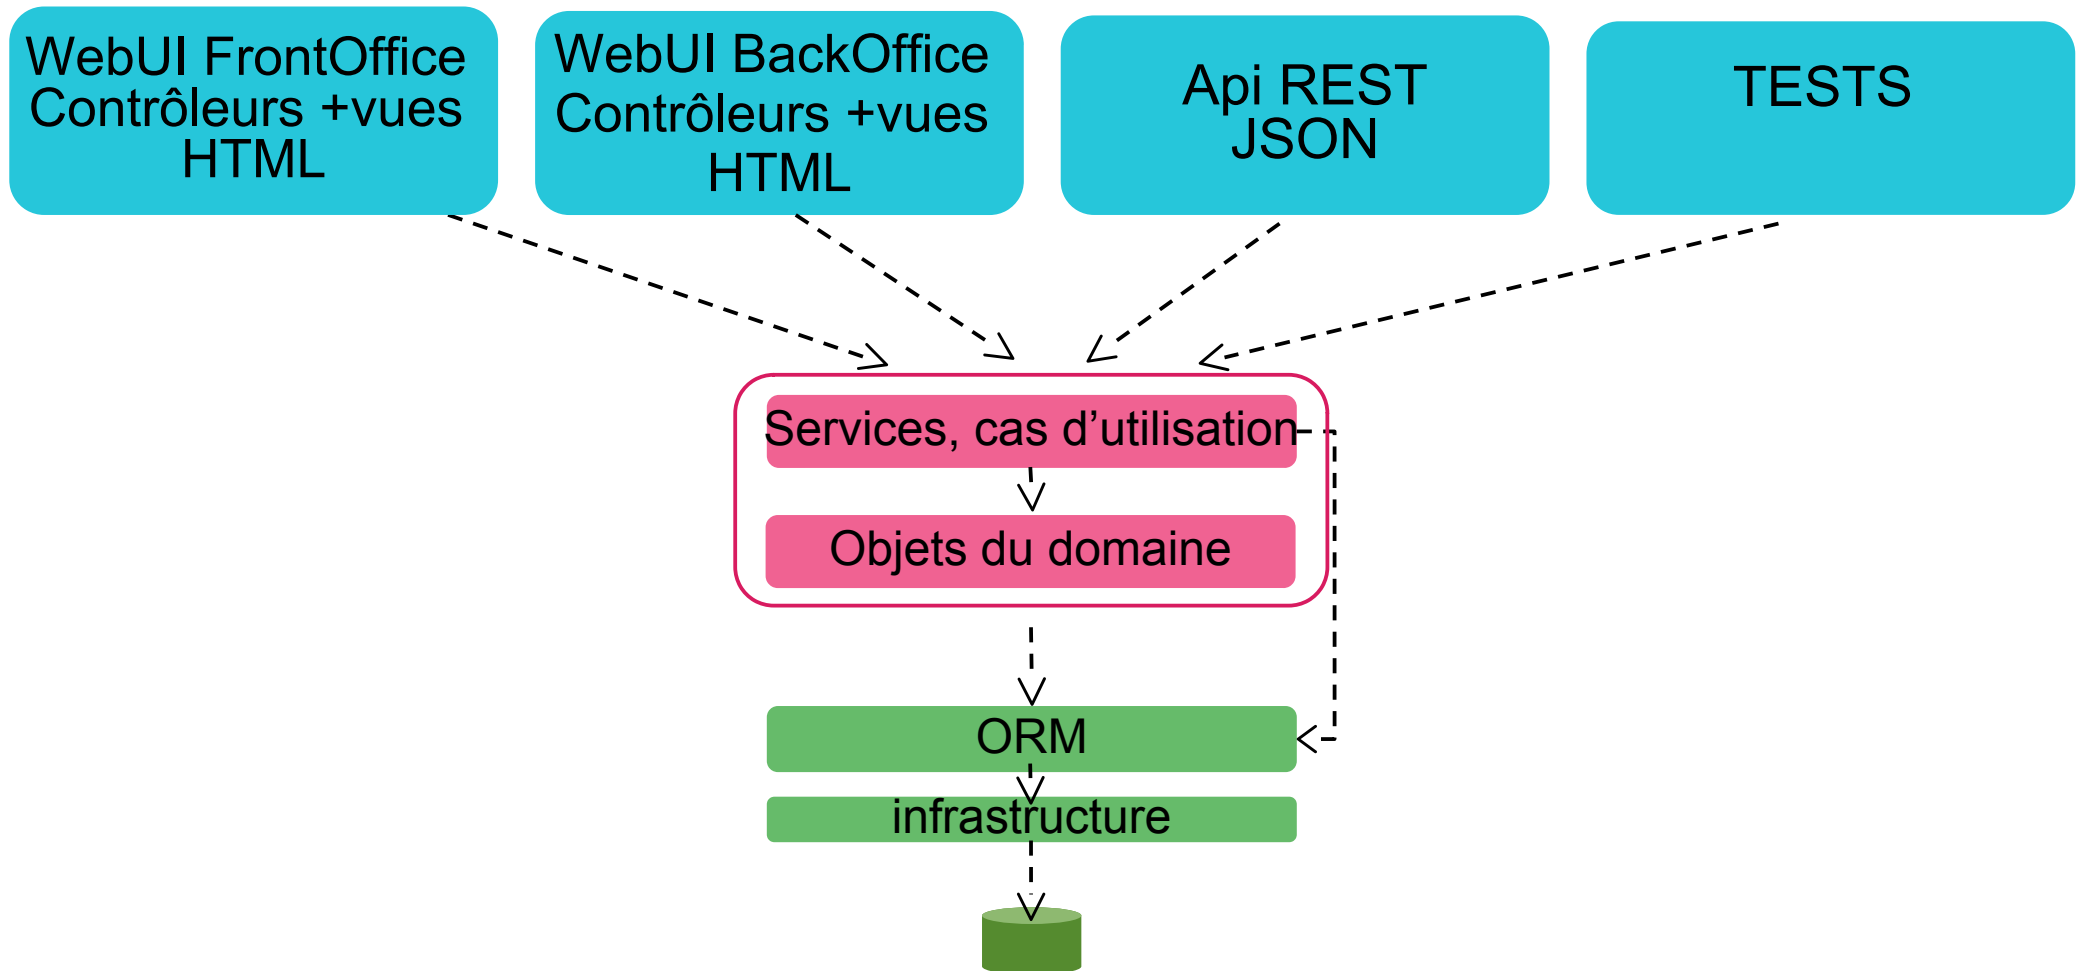 WebUI FrontOffice
Contrôleurs +vues
HTML
WebUI BackOffice
Contrôleurs +vues
HTML
Api REST
JSON
TESTS
Services, cas d’utilisation
Objets du domaine
ORM
infrastructure